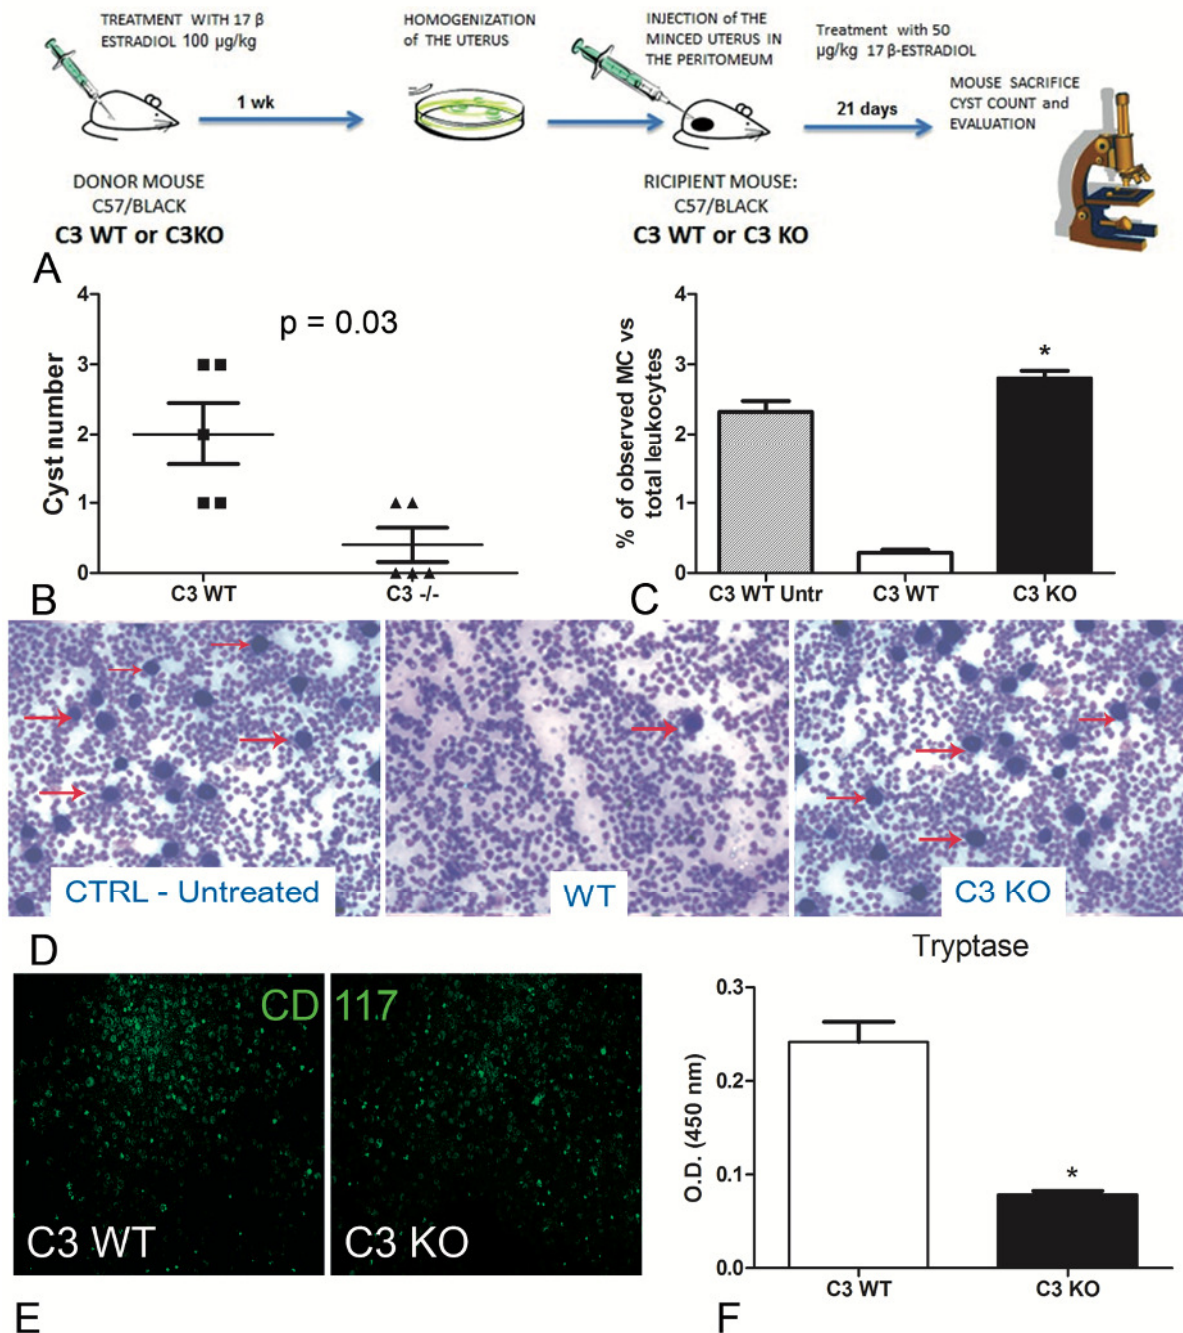 TREATMENT WITH 17 β
ESTRADIOL 100 µg/kg
1 wk
HOMOGENIZATION
of THE UTERUS
INJECTION of THE
MINCED UTERUS IN
THE PERITOMEUM
Treatment with 50
µg/kg 17 β-ESTRADIOL
21 days
MOUSE SACRIFICE
CYST COUNT and
EVALUATION
DONOR MOUSE
C57/BLACK
C3 WT or C3KO
RICIPIENT MOUSE:
C57/BLACK
C3 WT or C3 KO
A
Cyst number
4
3
2
1
0
p = 0.03
C3 WT
C3 -/-
B
% of observed MC vs
total leukocytes
4
3
2
1
0
*
C3 WT Untr
C3 WT
C3 KO
C
CTRL - Untreated
WT
C3 KO
D
CD 117
C3 WT
C3 KO
E
Tryptase
O.D. (450 nm)
0.3
0.2
0.1
0.0
*
C3 WT
C3 KO
F